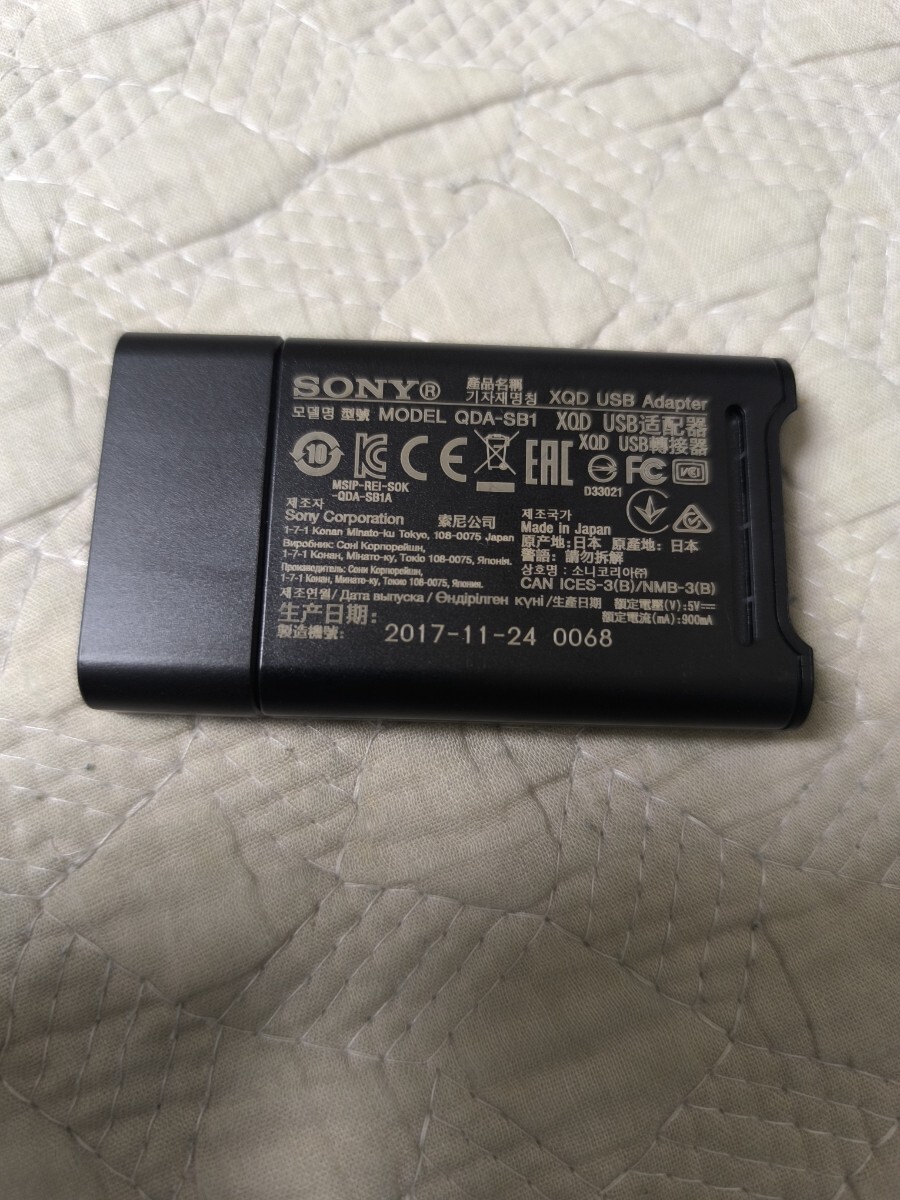 SONY® 產品名稱
기자재명칭 XQD USB Adapter
모델명 型號 MODEL QDA-SB1 XQD USB适配器
XQD USB轉接器
10 CE EAC FC VCI
MSIP-REI-SOK
-QDA-SB1A
D33021
제조자
Sony Corporation 索尼公司
1-7-1 Konan Minato-ku Tokyo, 108-0075 Japan
Виробник: Соні Корпорейшн,
1-7-1 Конан, Мінато-ку, Токіо 108-0075, Японія.
Производитель: Сони Корпорейшн,
1-7-1 Конан, Минато-ку, Токио 108-0075, Япония.
제조국가
Made in Japan
原产地:日本 原產地: 日本
警語: 請勿拆解
상호명 : 소니코리아㈜
CAN ICES-3(B)/NMB-3(B)
제조연월/Дата выпуска / Өндірілген күні/生產日期 額定電壓(V):5V⎓
額定電流(mA):900mA
生产日期:
製造機號: 2017-11-24 0068